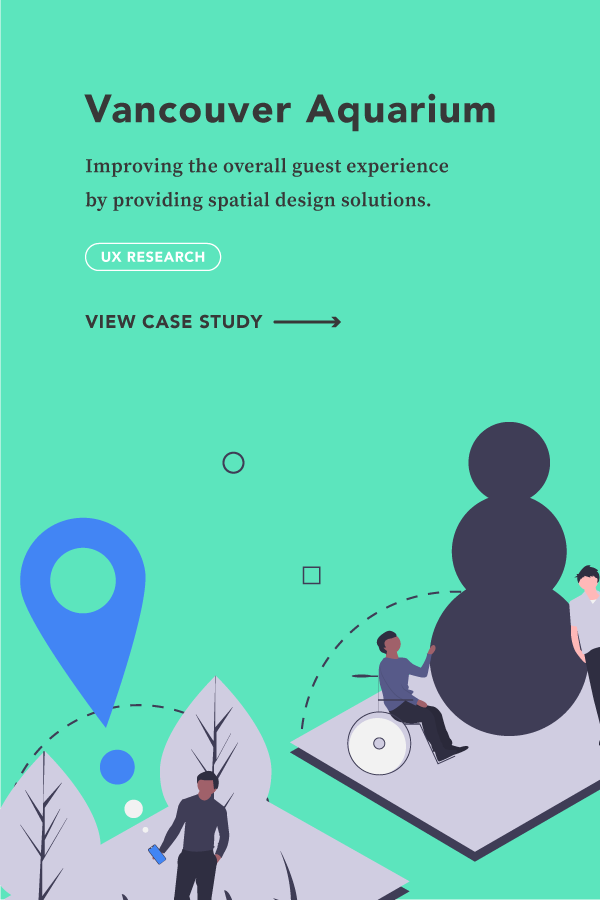 Vancouver Aquarium
Improving the overall guest experience
by providing spatial design solutions.
UX RESEARCH
VIEW CASE STUDY